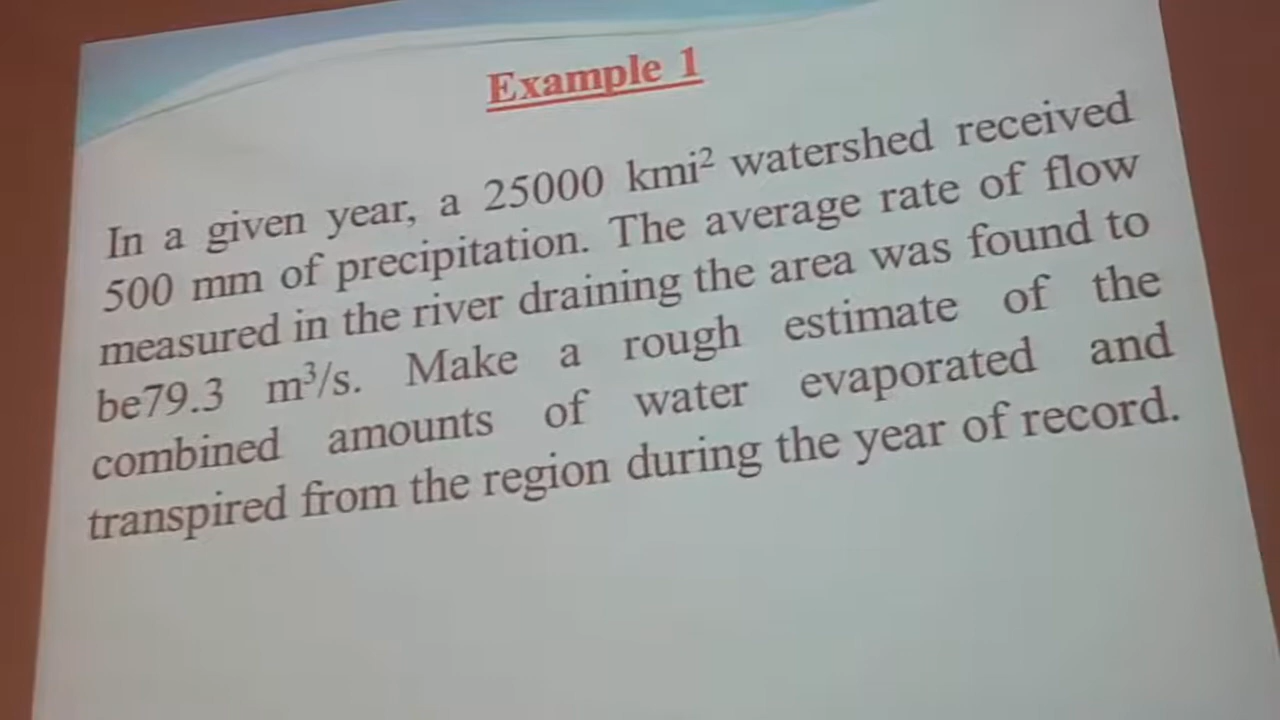 Example 1
In a given year, a 25000 kmi² watershed received
500 mm of precipitation. The average rate of flow
measured in the river draining the area was found to
be79.3 m³/s. Make a rough estimate of the
combined amounts of water evaporated and
transpired from the region during the year of record.